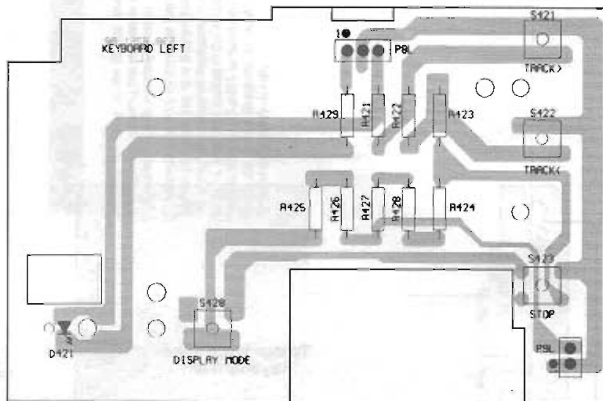 S421
1
P8L
KEYBOARD LEFT
TRACK>
R429
R421
R422
R423
S422
TRACK<
R425
R426
R427
R428
R424
S423
S428
STOP
D421
DISPLAY MODE
P9L